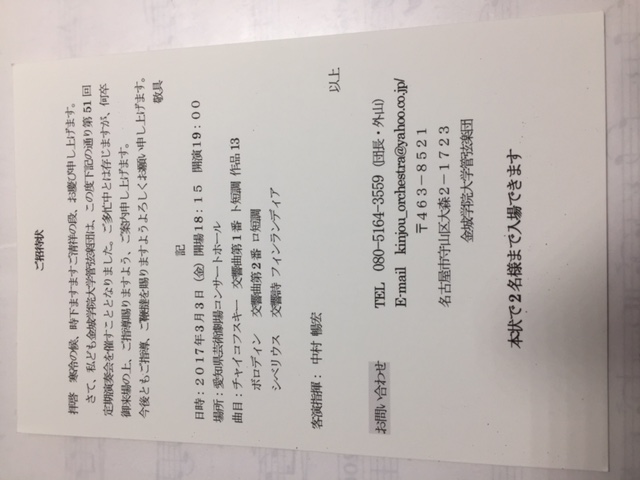 ご招待状
拝啓 寒冷の候、時下ますますご清祥の段、お慶び申し上げます。
さて、私ども金城学院大学管弦楽団は、この度下記の通り第51回
定期演奏会を催すこととなりました。ご多忙中とは存じますが、何卒
御来場の上、ご指導賜りますよう、ご案内申し上げます。
今後ともご指導、ご鞭撻を賜りますようよろしくお願い申し上げます。
敬具
記
日時:2017年3月3日(金) 開場18:15 開演19:00
場所:愛知県芸術劇場コンサートホール
曲目:チャイコフスキー 交響曲第1番 ト短調 作品13
ボロディン 交響曲第2番 ロ短調
シベリウス 交響詩 フィンランディア
客演指揮: 中村 暢宏
以上
お問い合わせ
TEL 080-5164-3559 (団長・外山)
E-mail kinjou_orchestra@yahoo.co.jp/
〒463-8521
名古屋市守山区大森2-1723
金城学院大学管弦楽団
本状で2名様まで入場できます